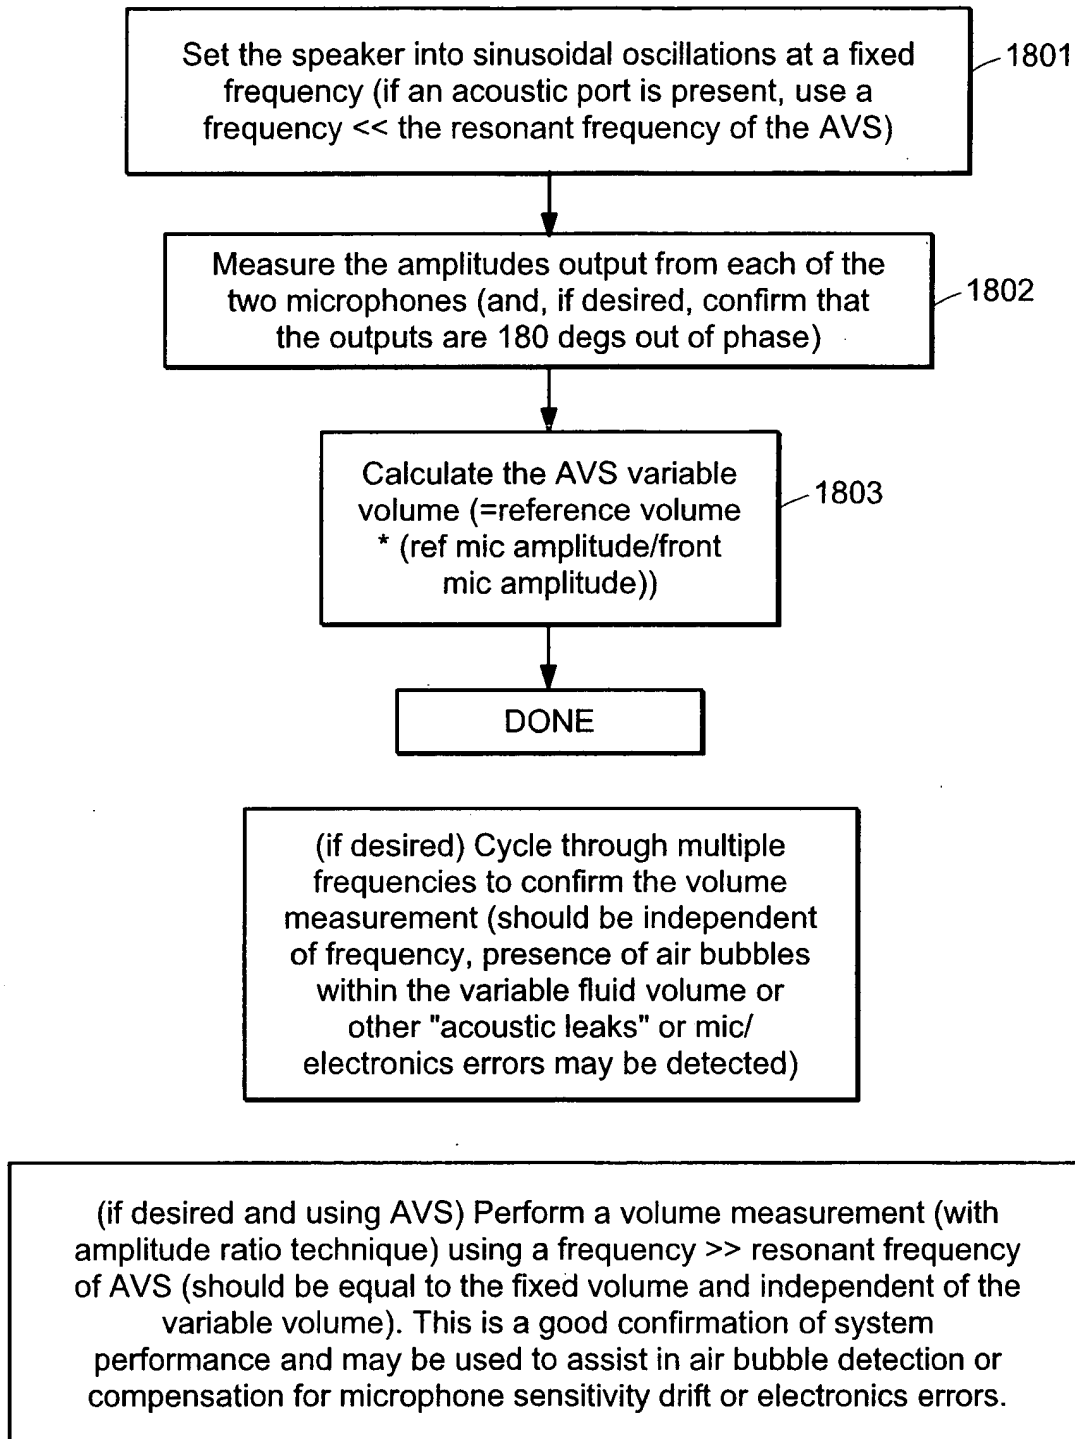 Set the speaker into sinusoidal oscillations at a fixed
frequency (if an acoustic port is present, use a
frequency << the resonant frequency of the AVS)
1801
Measure the amplitudes output from each of the
two microphones (and, if desired, confirm that
the outputs are 180 degs out of phase)
1802
Calculate the AVS variable
volume (=reference volume
* (ref mic amplitude/front
mic amplitude))
1803
DONE
(if desired) Cycle through multiple
frequencies to confirm the volume
measurement (should be independent
of frequency, presence of air bubbles
within the variable fluid volume or
other "acoustic leaks" or mic/
electronics errors may be detected)
(if desired and using AVS) Perform a volume measurement (with
amplitude ratio technique) using a frequency >> resonant frequency
of AVS (should be equal to the fixed volume and independent of the
variable volume). This is a good confirmation of system
performance and may be used to assist in air bubble detection or
compensation for microphone sensitivity drift or electronics errors.